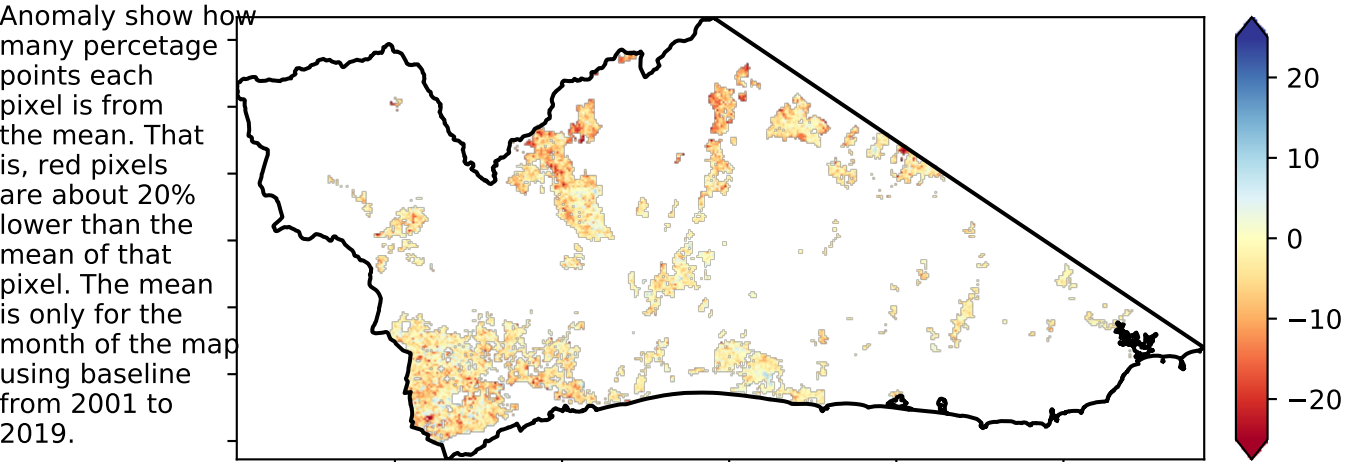 Anomaly show how
many percetage
points each
pixel is from
the mean. That
is, red pixels
are about 20%
lower than the
mean of that
pixel. The mean
is only for the
month of the map
using baseline
from 2001 to
2019.
20
10
0
−10
−20